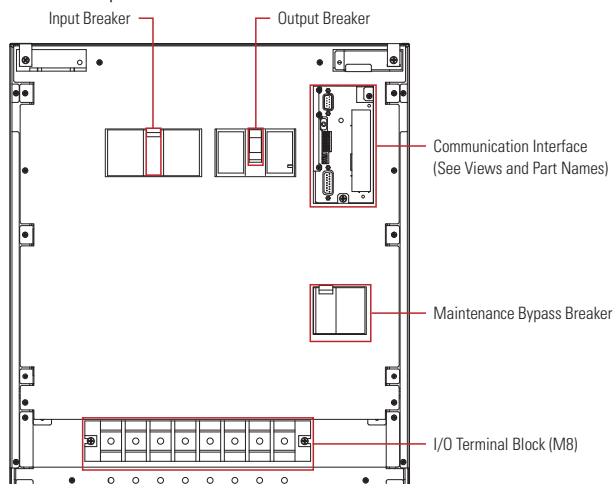 Input Breaker
Output Breaker
Communication Interface
(See Views and Part Names)
Maintenance Bypass Breaker
I/O Terminal Block (M8)